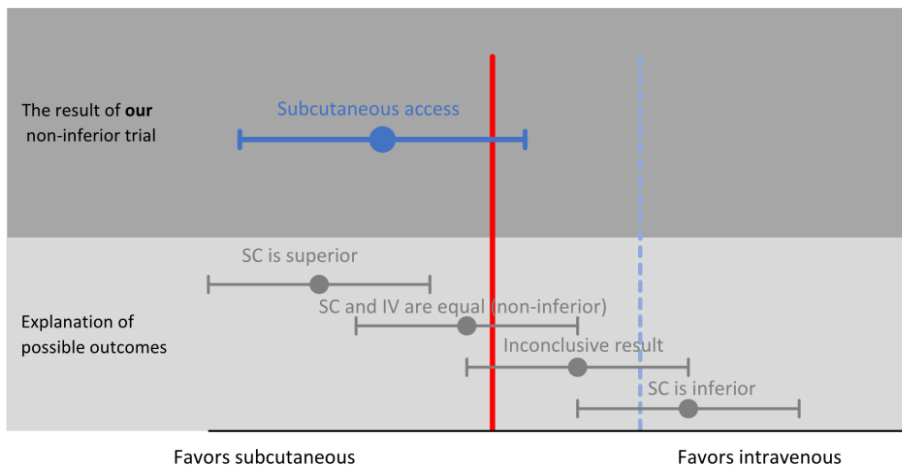 Subcutaneous access
The result of our
non-inferior trial
SC is superior
SC and IV are equal (non-inferior)
Explanation of
possible outcomes
Inconclusive result
SC is inferior
Favors subcutaneous
Favors intravenous